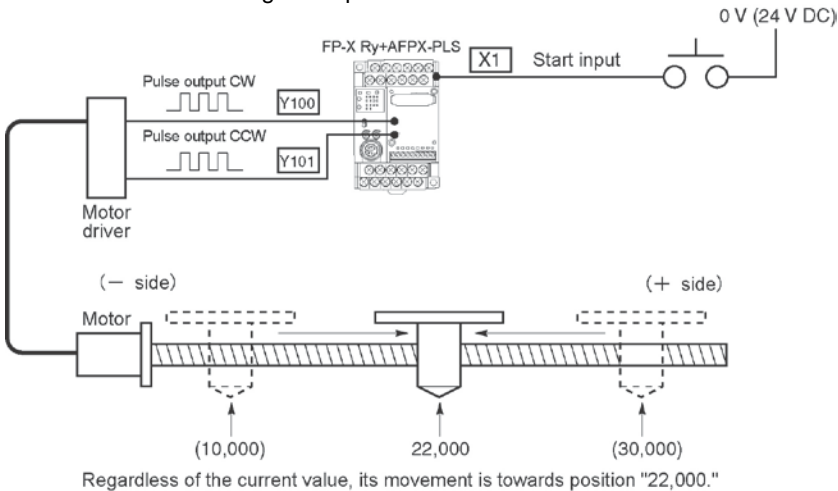 0 V (24 V DC)
FP-X Ry+AFPX-PLS
X1 Start input
Pulse output CW
Y100
Pulse output CCW
Y101
Motor
driver
(− side)
(+ side)
Motor
(10,000) 22,000 (30,000)
Regardless of the current value, its movement is towards position "22,000."